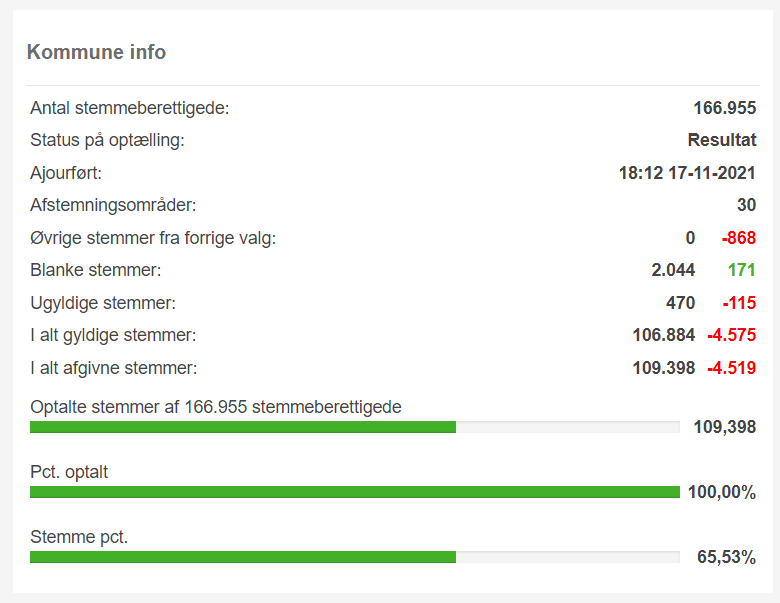 Kommune info
Antal stemmeberettigede: 166.955
Status på optælling: Resultat
Ajourført: 18:12 17-11-2021
Afstemningsområder: 30
Øvrige stemmer fra forrige valg: 0 -868
Blanke stemmer: 2.044 171
Ugyldige stemmer: 470 -115
I alt gyldige stemmer: 106.884 -4.575
I alt afgivne stemmer: 109.398 -4.519
Optalte stemmer af 166.955 stemmeberettigede
109,398
Pct. optalt
100,00%
Stemme pct.
65,53%